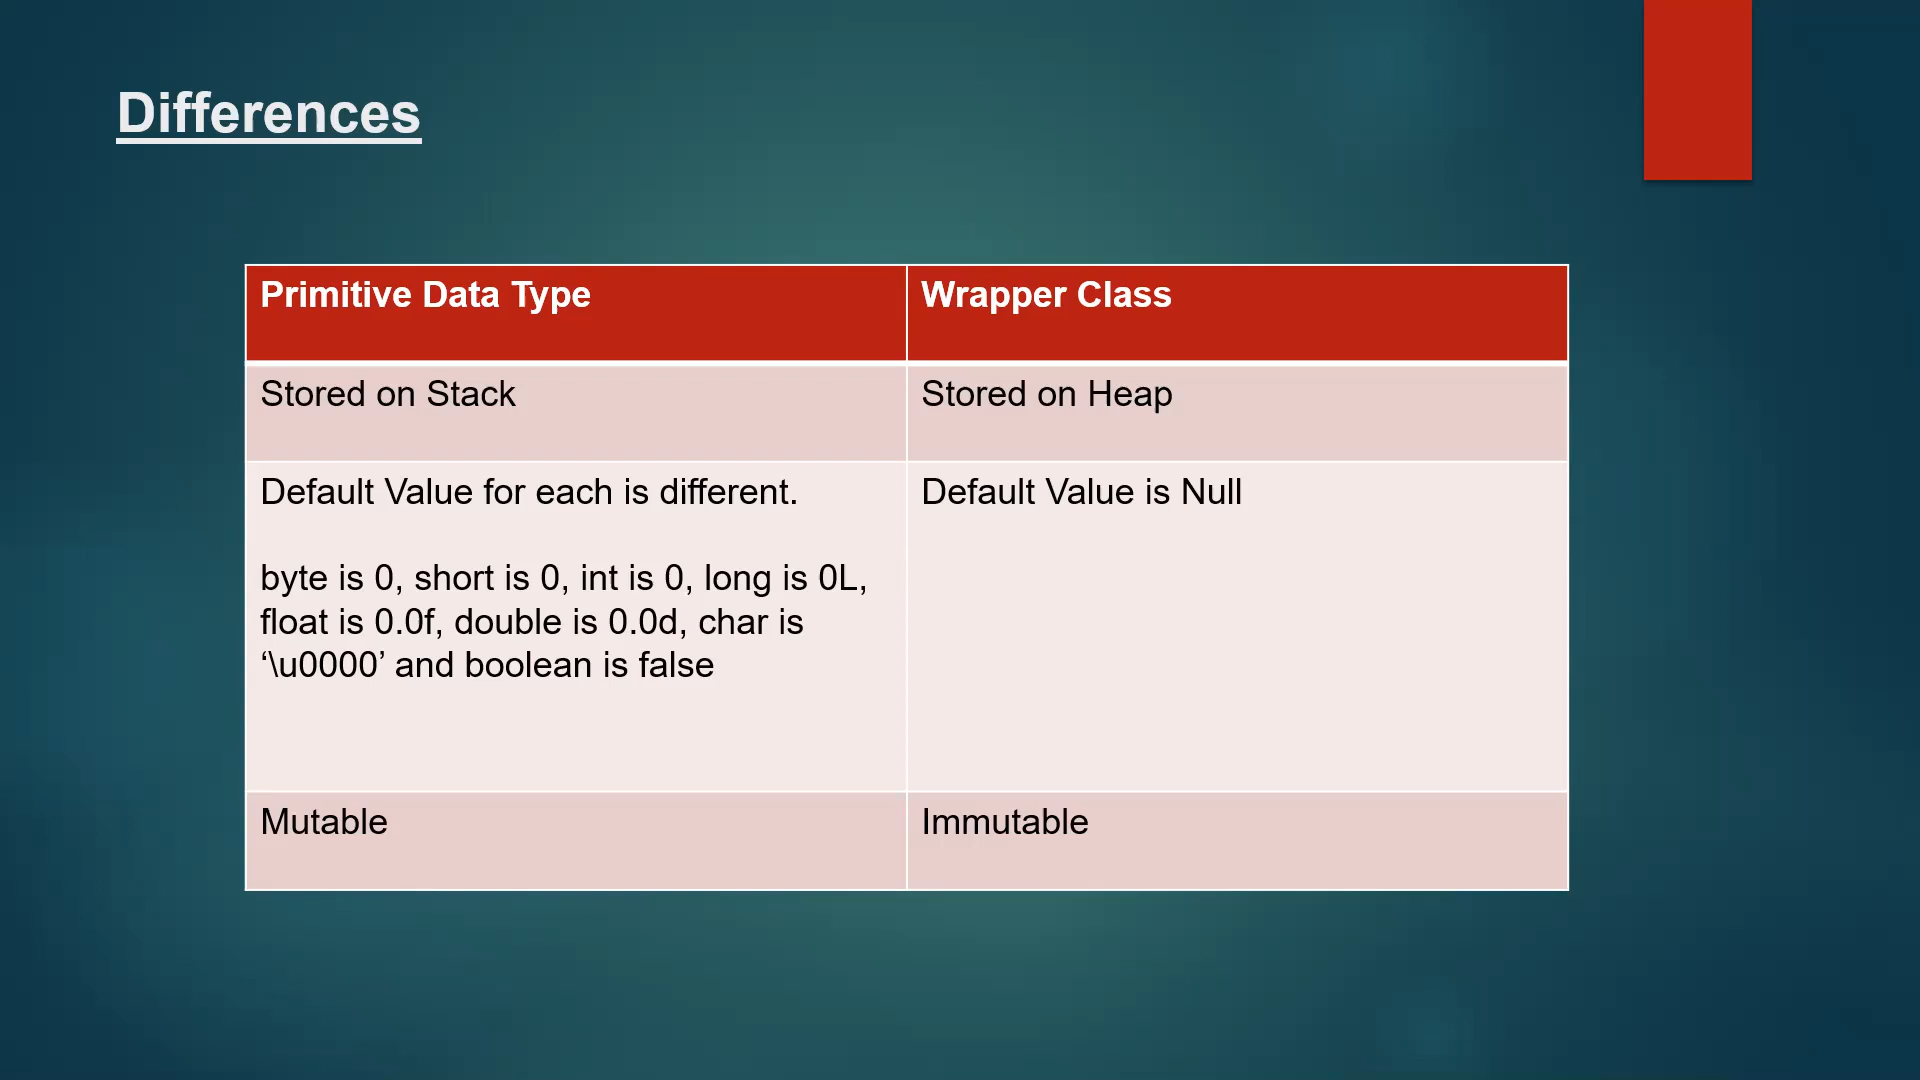 Differences
Primitive Data Type
Wrapper Class
Stored on Stack
Stored on Heap
Default Value for each is different.
byte is 0, short is 0, int is 0, long is 0L,
float is 0.0f, double is 0.0d, char is
‘\u0000’ and boolean is false
Default Value is Null
Mutable
Immutable